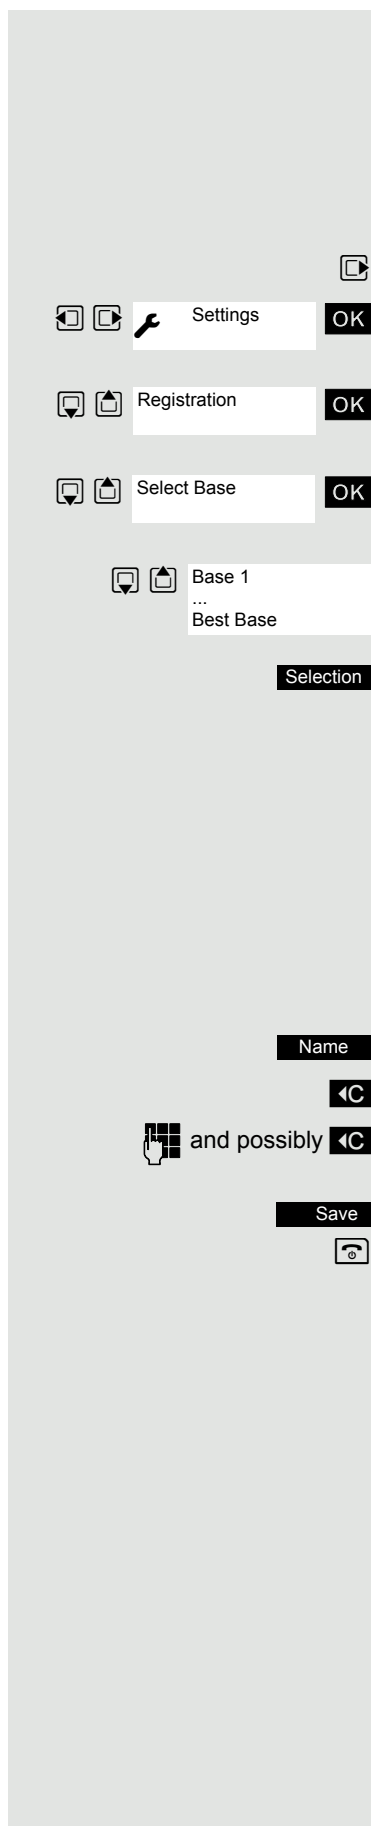 Settings OK
Registration OK
Select Base OK
Base 1
...
Best Base
Selection
Name
C
and possibly C
Save